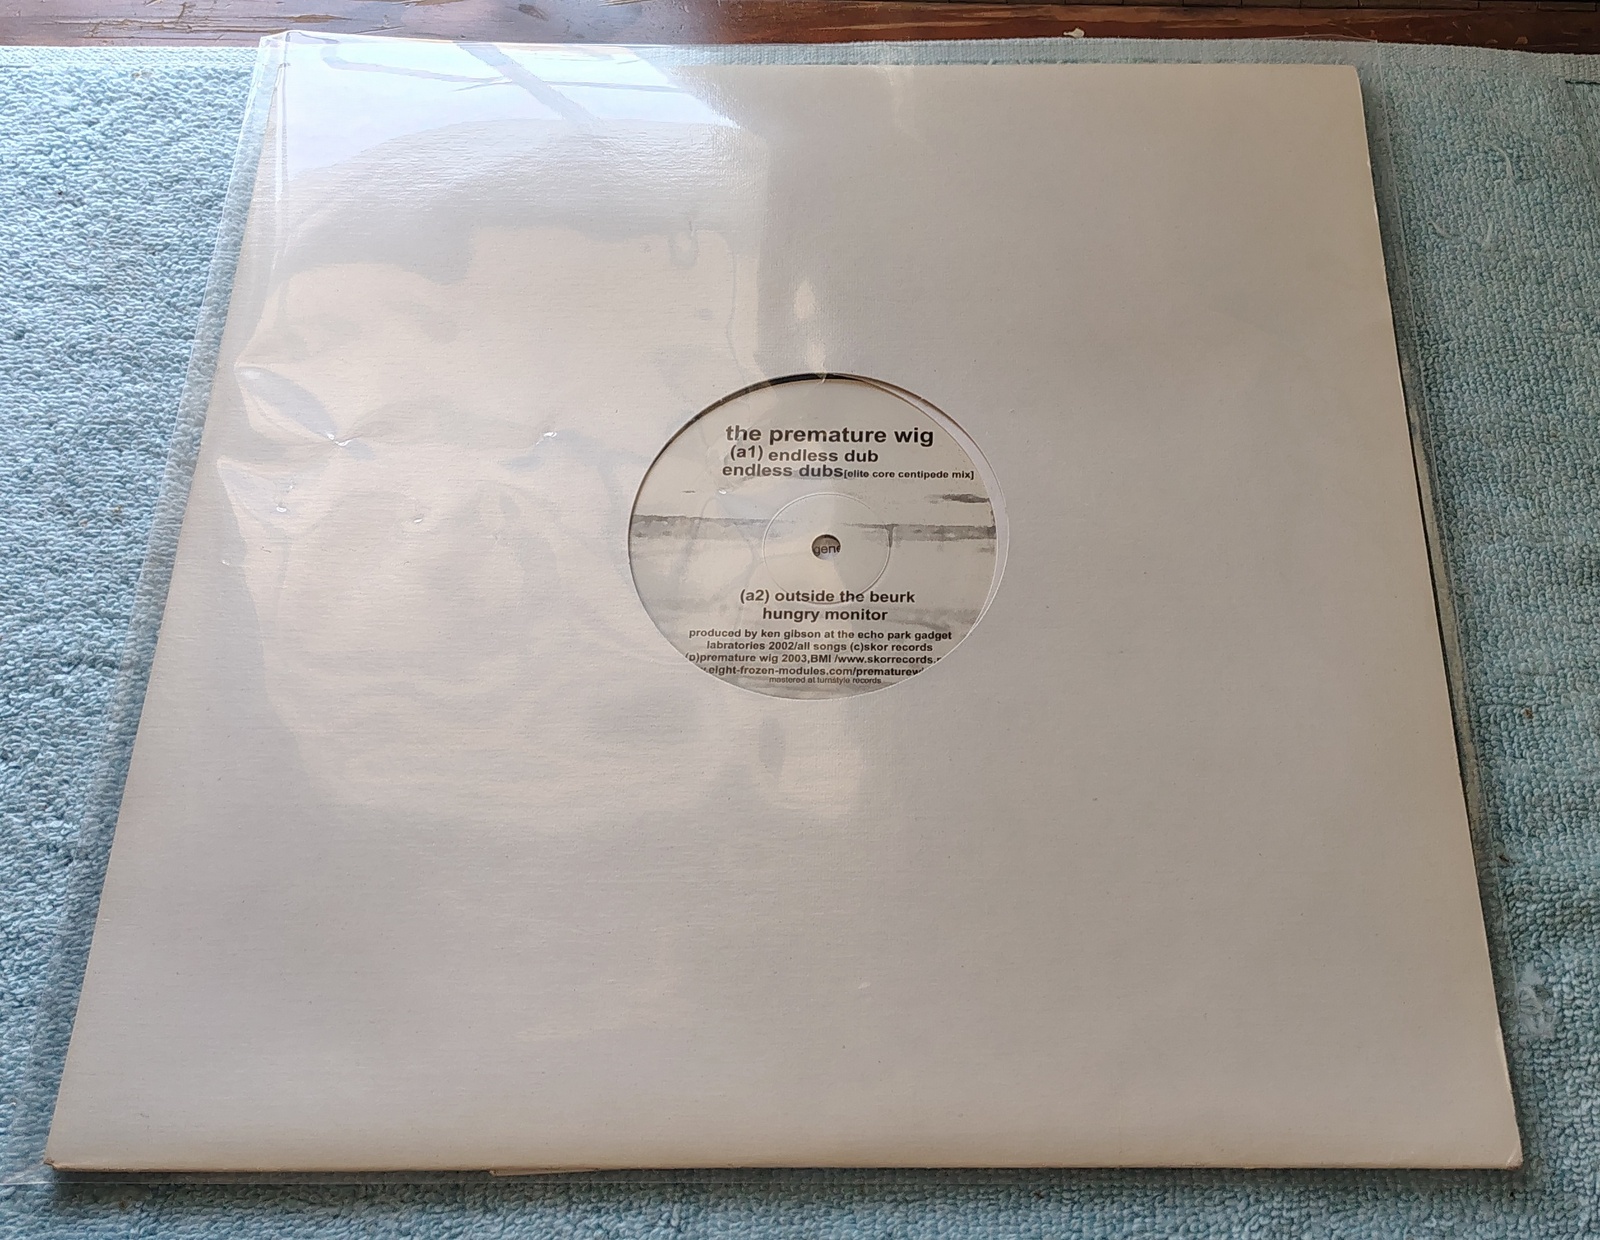 the premature wig
(a1) endless dub
endless dubs[elite core centipede mix]
gene
(a2) outside the beurk
hungry monitor
produced by ken gibson at the echo park gadget
labratories 2002/all songs (c)skor records
(p)premature wig 2003,BMI /www.skorrecords.
.eight-frozen-modules.com/prematurewi
mastered at turnstyle records